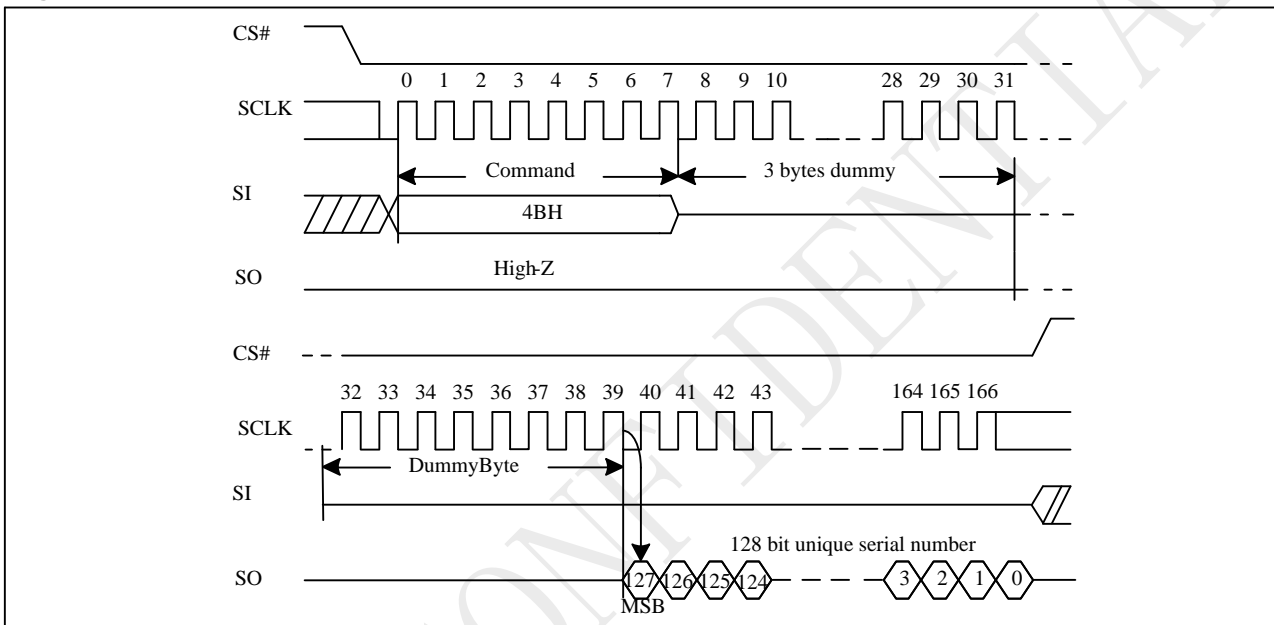 CS#
0 1 2 3 4 5 6 7 8 9 10 28 29 30 31
SCLK
Command 3 bytes dummy
SI
4BH
High-Z
SO
CS#
32 33 34 35 36 37 38 39 40 41 42 43 164 165 166
SCLK
DummyByte
SI
128 bit unique serial number
SO
127 126 125 124 3 2 1 0
MSB
ONFIDENTIA